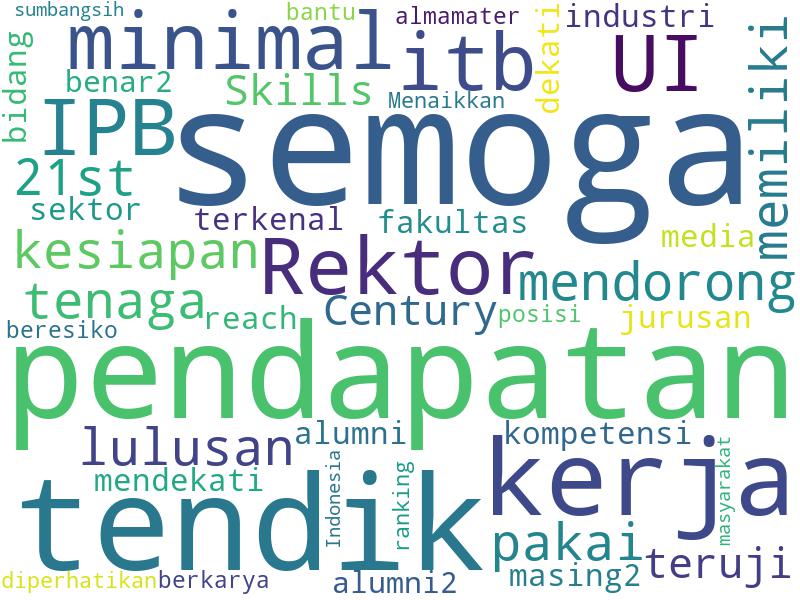 sumbangsih
bantu
almamater
industri
minimal
itb
dekati
UI
memiliki
bidang
benar2
Skills
Menaikkan
IPB
semoga
21st
sektor
terkenal
fakultas
media
kesiapan
Rektor
mendorong
tenaga
reach
Century
posisi
jurusan
beresiko
pendapatan
lulusan
alumni
kompetensi
mendekati
tendik
Indonesia
ranking
kerja
masyarakat
pakai
teruji
diperhatikan
berkarya
alumni2
masing2